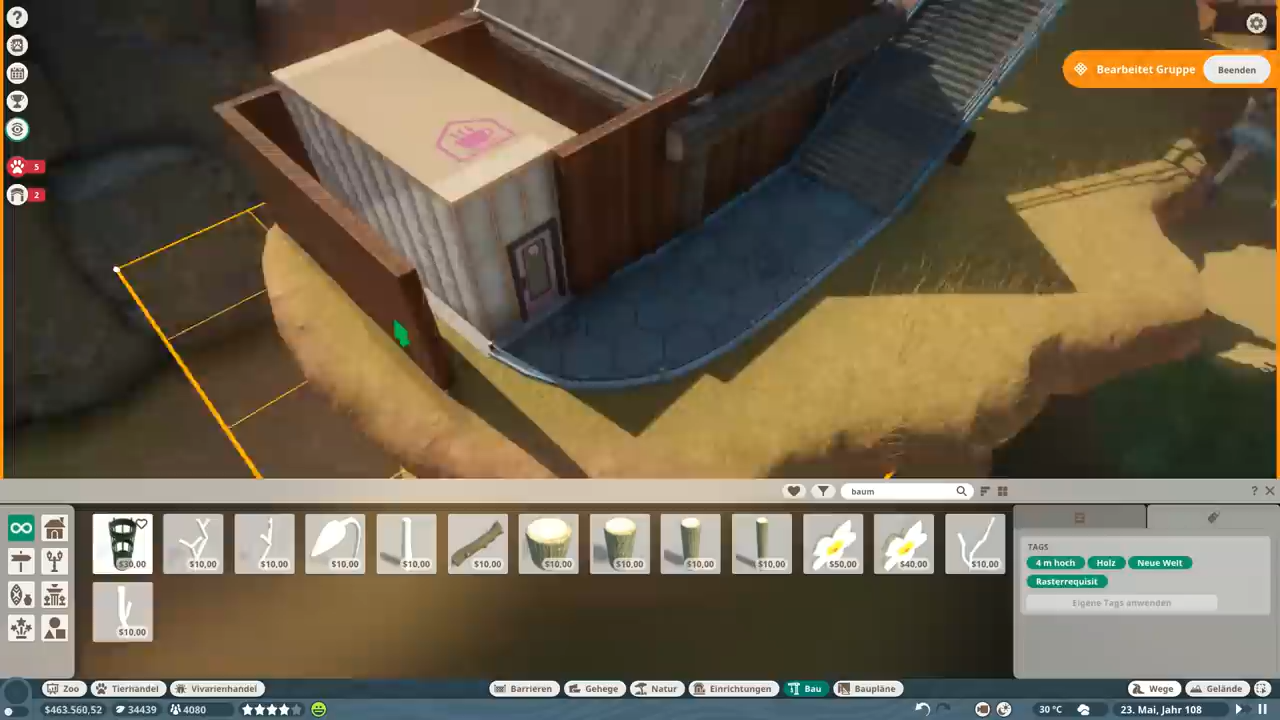 Bearbeitet Gruppe
Beenden
5
2
baum
$30,00
$10,00
$10,00
$10,00
$10,00
$10,00
$10,00
$10,00
$10,00
$10,00
$50,00
$40,00
$10,00
$10,00
TAGS
4 m hoch
Holz
Neue Welt
Rasterrequisit
Eigene Tags anwenden
Zoo
Tierhandel
Vivarienhandel
Barrieren
Gehege
Natur
Einrichtungen
Bau
Baupläne
Wege
Gelände
$463.560,52
34439
4080
30 °C
23. Mai, Jahr 108